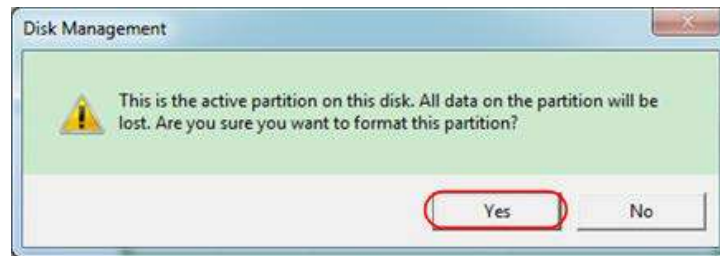 Disk Management
This is the active partition on this disk. All data on the partition will be
lost. Are you sure you want to format this partition?
Yes
No